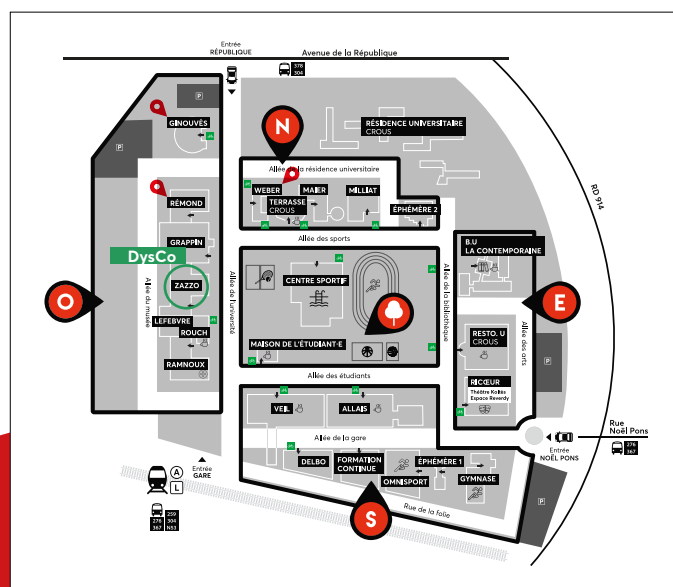 Entrée
RÉPUBLIQUE
Avenue de la République
378
304
P
GINOUVÈS
P
N
RÉSIDENCE UNIVERSITAIRE
CROUS
Allée de la résidence universitaire
RÉMOND
WEBER
MAIER
MILLIAT
TERRASSE
CROUS
ÉPHÉMÈRE 2
RD 914
GRAPPIN
Allée des sports
DysCo
B.U
LA CONTEMPORAINE
ZAZZO
CENTRE SPORTIF
O
E
Allée du musée
Allée de l'université
Allée de la bibliothèque
Allée des arts
LEFEBVRE
ROUCH
RESTO. U
CROUS
MAISON DE L'ÉTUDIANT·E
RAMNOUX
P
Allée des étudiants
RICŒUR
Théâtre Koltès
Espace Reverdy
VEIL
ALLAIS
Rue
Noël Pons
Allée de la gare
276
367
Entrée
NOËL PONS
Entrée
GARE
DELBO
FORMATION
CONTINUE
ÉPHÉMÈRE 1
OMNISPORT
GYMNASE
A
L
P
Rue de la folie
S
259
276 304
367 N53